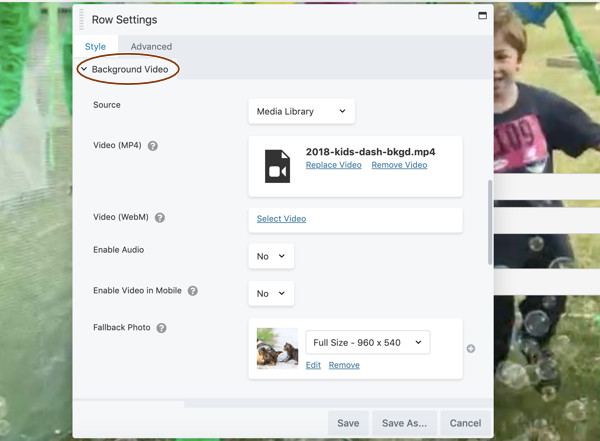 Row Settings
Style Advanced
Background Video
Source Media Library
Video (MP4) ? 2018-kids-dash-bkgd.mp4
Replace Video Remove Video
Video (WebM) ? Select Video
Enable Audio No
Enable Video in Mobile ? No
Fallback Photo ? Full Size - 960 x 540
Edit Remove
Save Save As... Cancel
109